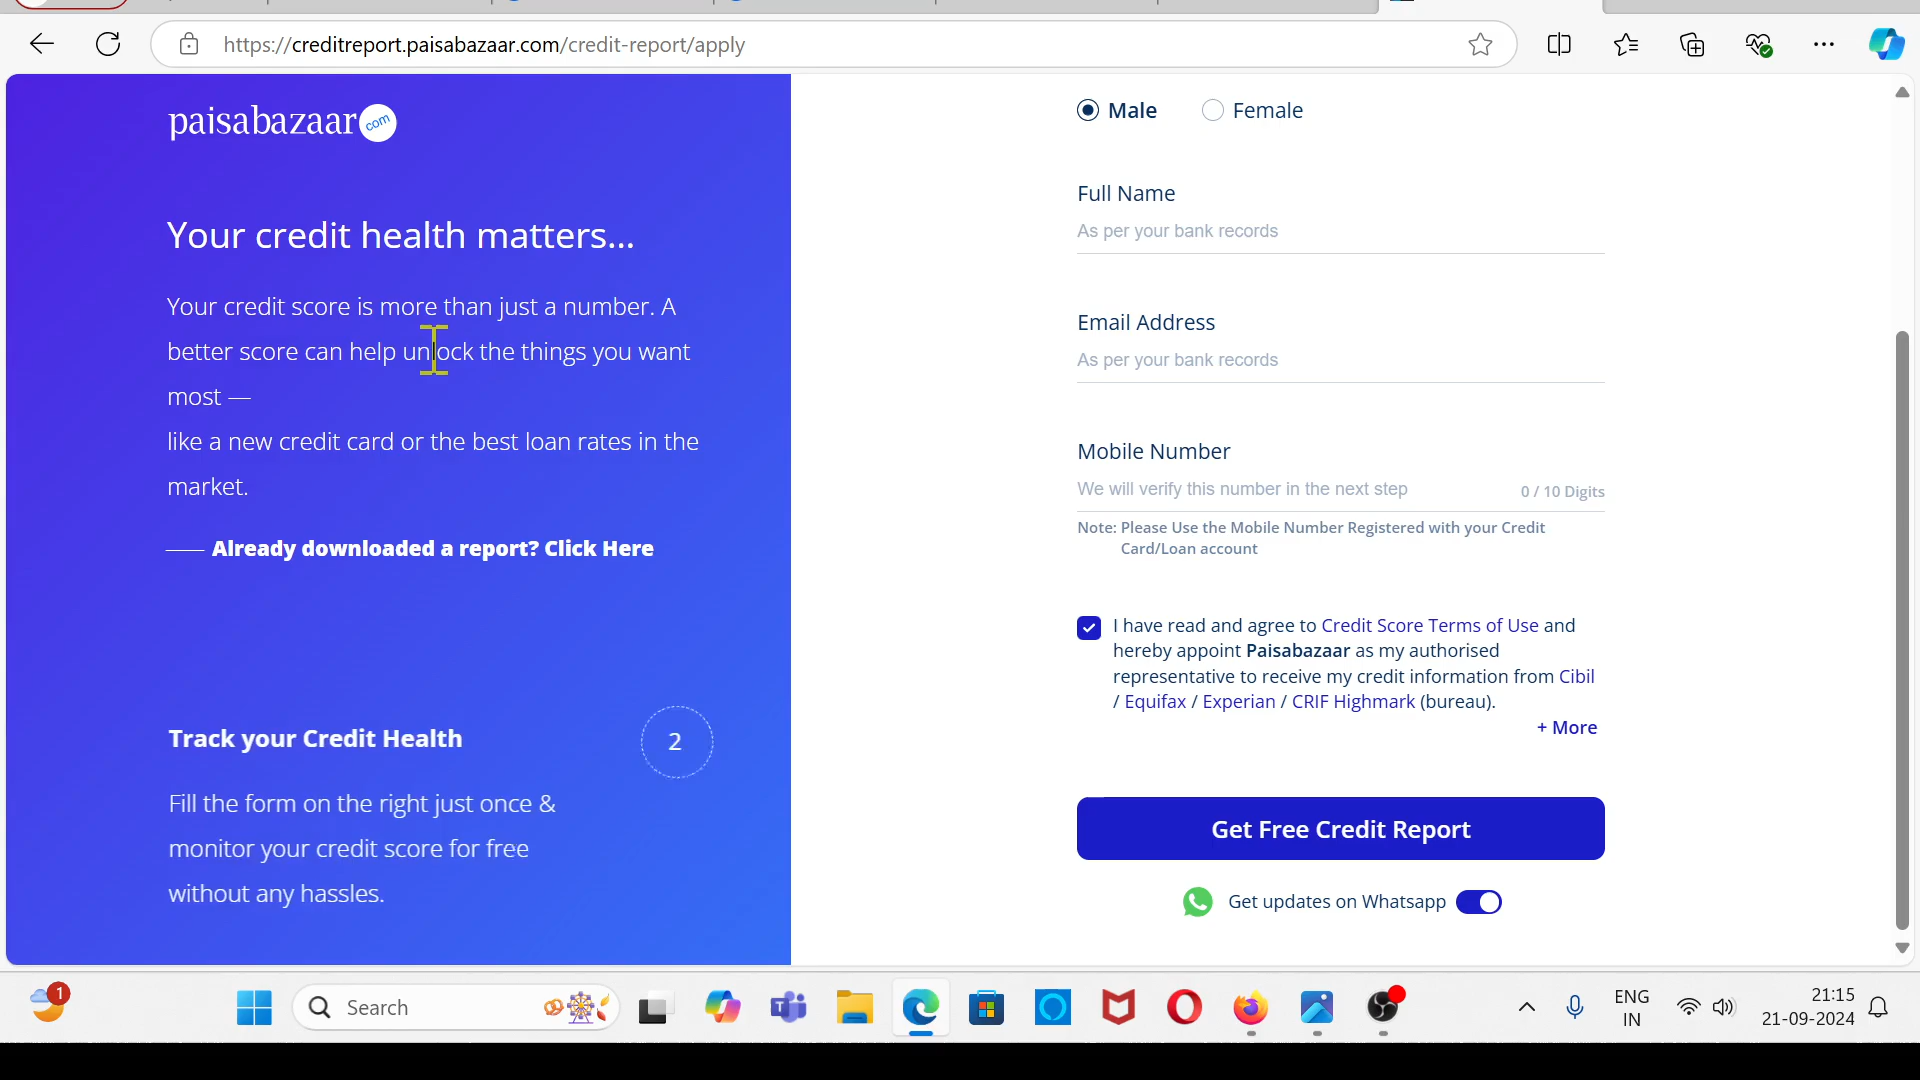 https://creditreport.paisabazaar.com/credit-report/apply
paisabazaar com
Your credit health matters...
Your credit score is more than just a number. A
better score can help unlock the things you want
most —
like a new credit card or the best loan rates in the
market.
Already downloaded a report? Click Here
Track your Credit Health
2
Fill the form on the right just once &
monitor your credit score for free
without any hassles.
Male Female
Full Name
As per your bank records
Email Address
As per your bank records
Mobile Number
We will verify this number in the next step 0 / 10 Digits
Note: Please Use the Mobile Number Registered with your Credit
Card/Loan account
I have read and agree to Credit Score Terms of Use and
hereby appoint Paisabazaar as my authorised
representative to receive my credit information from Cibil
/ Equifax / Experian / CRIF Highmark (bureau).
+ More
Get Free Credit Report
Get updates on Whatsapp
1
Search
ENG
IN
21:15
21-09-2024